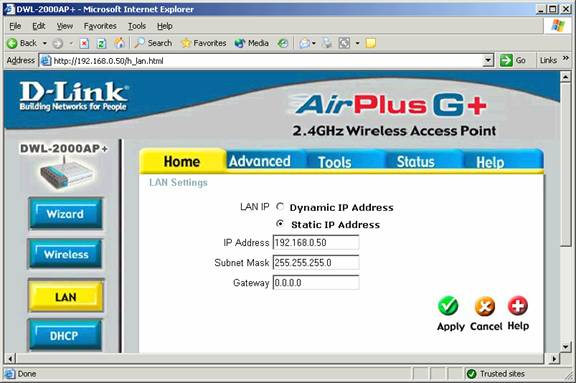 DWL-2000AP+ - Microsoft Internet Explorer
File Edit View Favorites Tools Help
Back Search Favorites Media
Address http://192.168.0.50/h_lan.html Go Links »
D-Link
Building Networks for People
AirPlus G+
2.4GHz Wireless Access Point
DWL-2000AP+
Home Advanced Tools Status Help
LAN Settings
Wizard
Wireless
LAN
DHCP
LAN IP Dynamic IP Address
Static IP Address
IP Address 192.168.0.50
Subnet Mask 255.255.255.0
Gateway 0.0.0.0
Apply Cancel Help
Done Trusted sites